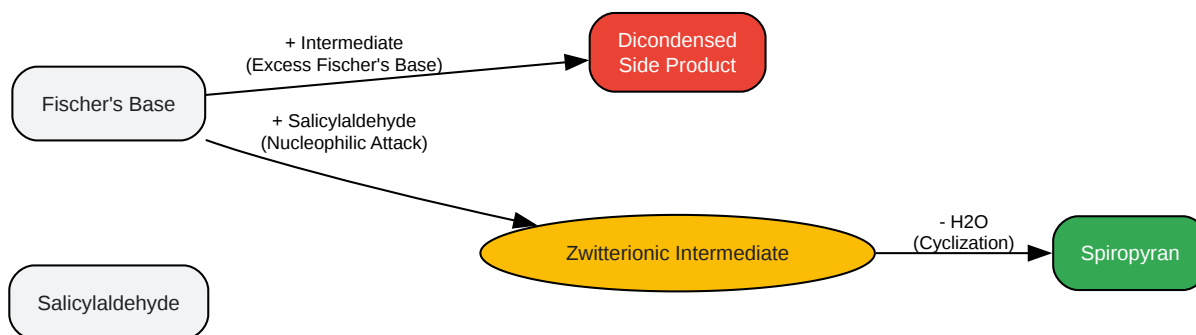 + Intermediate
(Excess Fischer's Base)
Dicondensed
Side Product
Fischer's Base
+ Salicylaldehyde
(Nucleophilic Attack)
- H2O
(Cyclization)
Zwitterionic Intermediate
Spiropyran
Salicylaldehyde